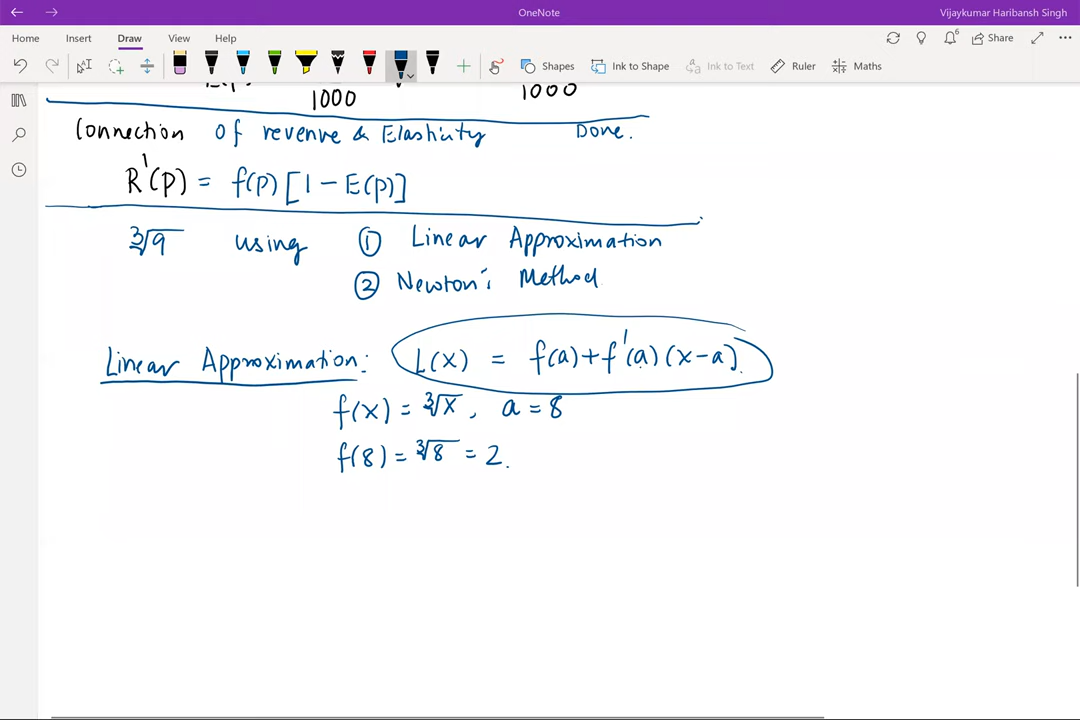 OneNote
Vijaykumar Haribansh Singh
Home Insert Draw View Help
6 Share
Shapes Ink to Shape Ink to Text Ruler Maths
1000 1000
Connection of revenue & Elasticity Done.
R'(p) = f(p) [1 - E(p)]
∛9 using ① Linear Approximation
② Newton's Method
Linear Approximation: L(x) = f(a) + f'(a) (x-a).
f(x) = ∛x, a = 8
f(8) = ∛8 = 2.